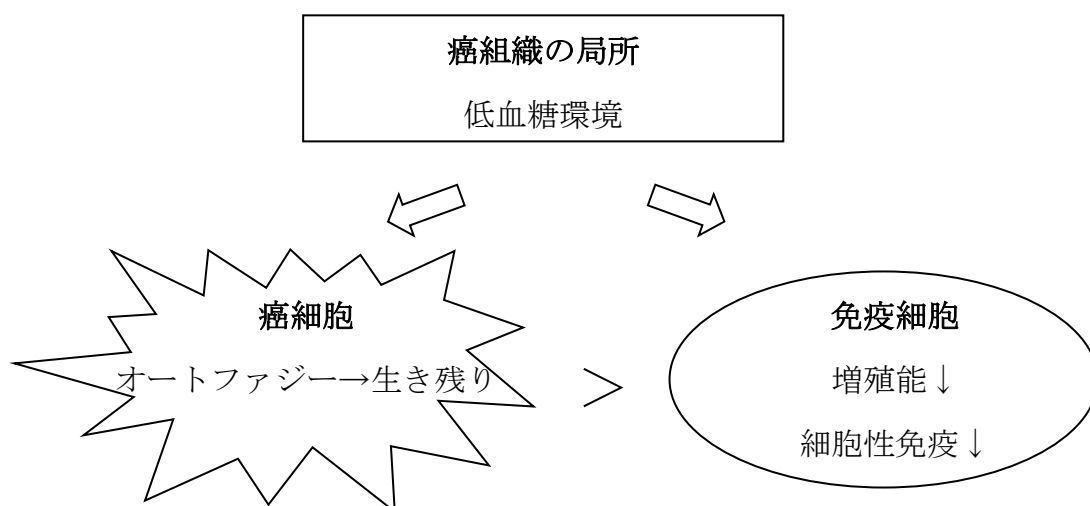 癌組織の局所
低血糖環境
癌細胞
オートファジー→生き残り
>
免疫細胞
増殖能↓
細胞性免疫↓